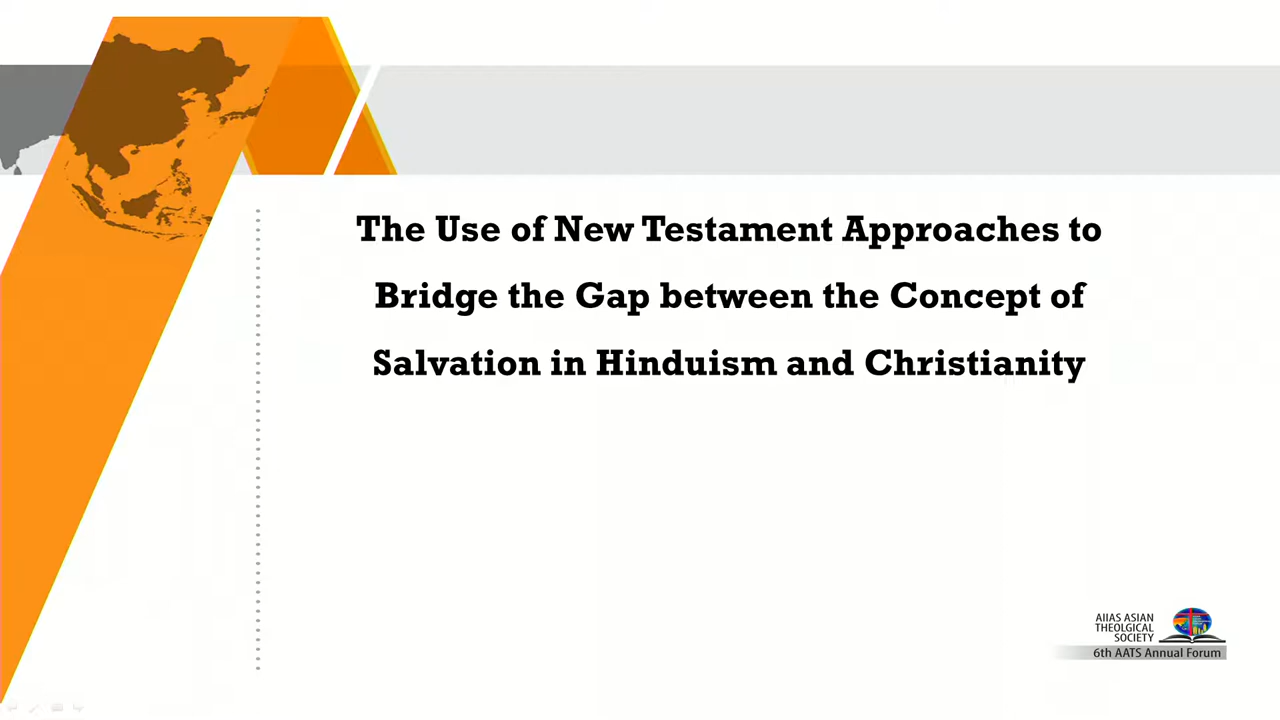 The Use of New Testament Approaches to
Bridge the Gap between the Concept of
Salvation in Hinduism and Christianity
AIIAS ASIAN
THEOLGICAL
SOCIETY
6th AATS Annual Forum